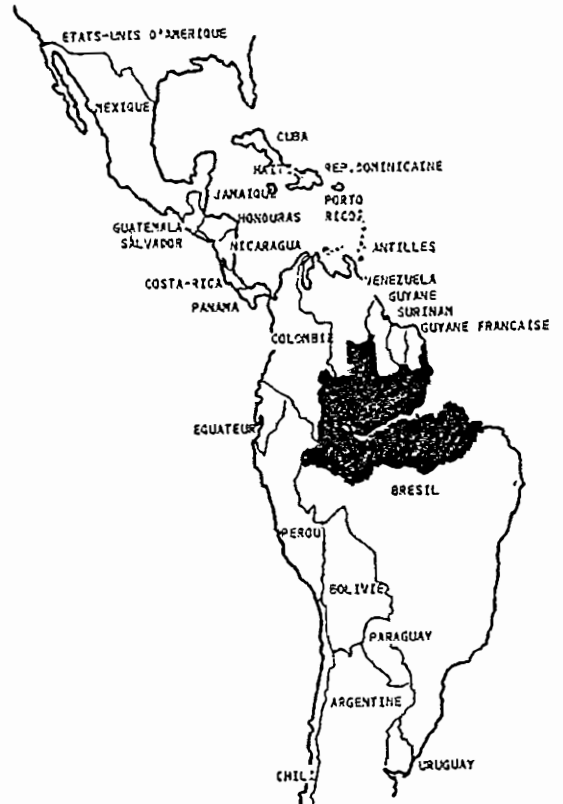 ETATS-UNIS D'AMERIQUE
MEXIQUE
CUBA
HAITI REP.DOMINICAINE
JAMAIQUE
PORTO
RICO
HONDURAS
GUATEMALA
SALVADOR
NICARAGUA
ANTILLES
COSTA-RICA
VENEZUELA
PANAMA
GUYANE
SURINAM
GUYANE FRANCAISE
COLOMBIE
EQUATEUR
BRESIL
PEROU
BOLIVIE
PARAGUAY
ARGENTINE
CHILI
URUGUAY